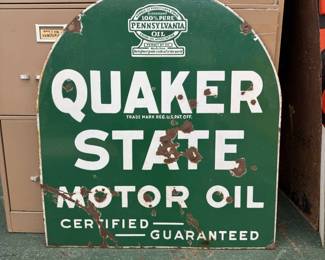 100% PURE
PENNSYLVANIA
OIL
QUAKER
TRADE MARK REG. U.S. PAT. OFF.
STATE
MOTOR OIL
CERTIFIED
GUARANTEED